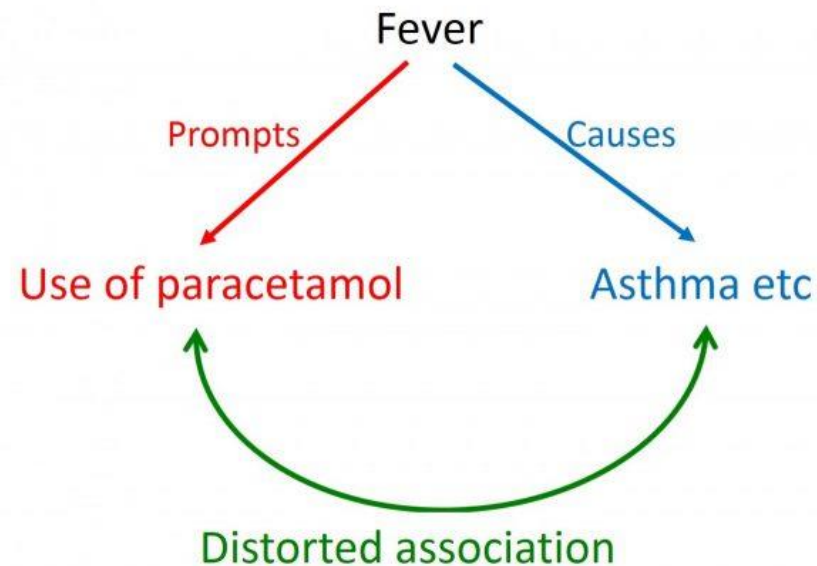 Fever
Prompts
Causes
Use of paracetamol
Asthma etc
Distorted association